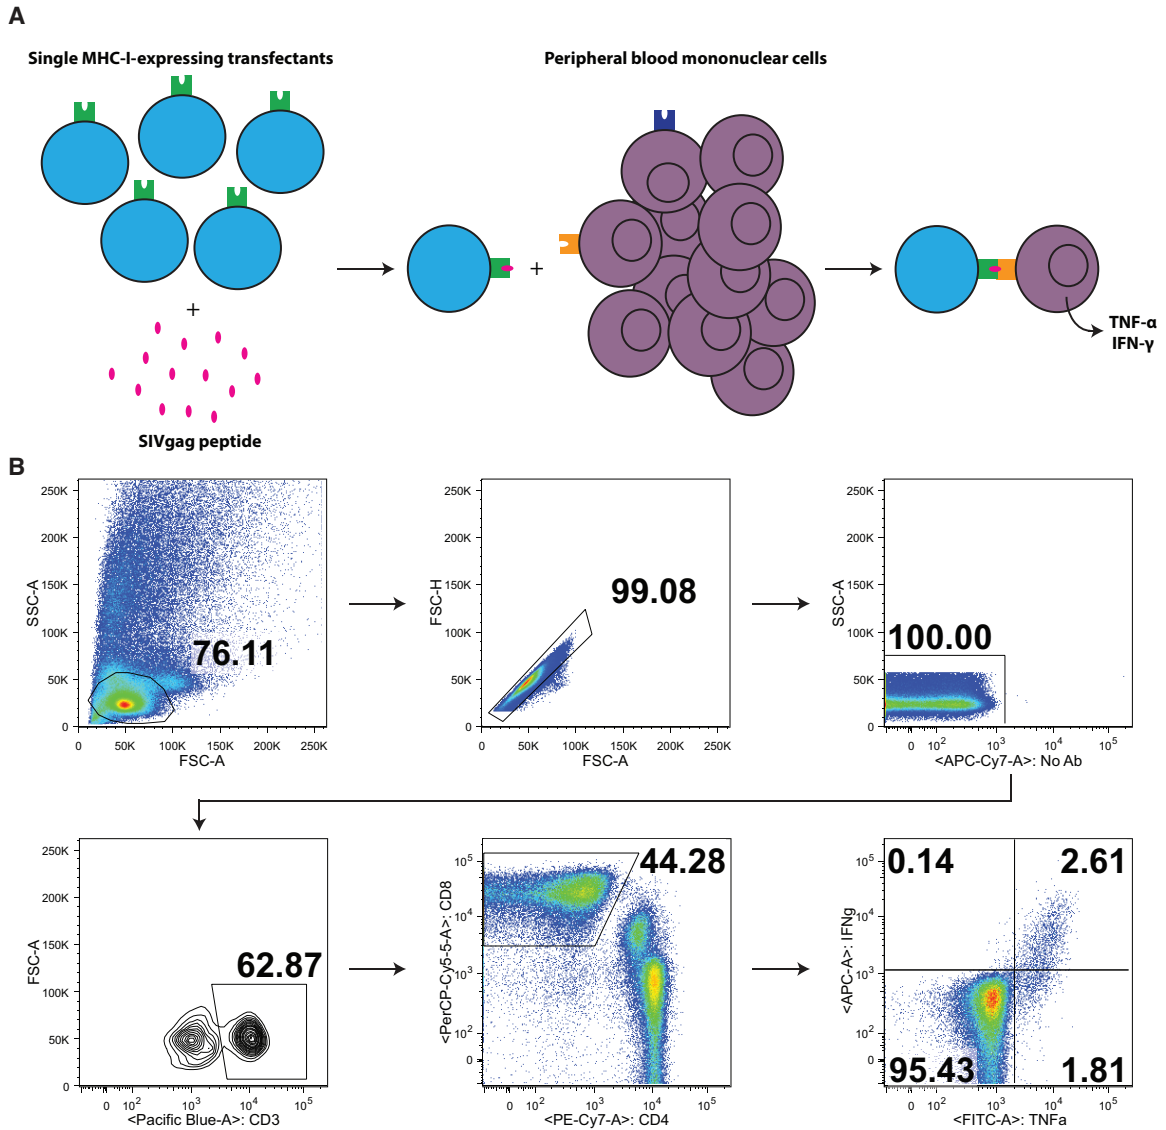 A
Single MHC-I-expressing transfectants
Peripheral blood mononuclear cells
+
+
TNF-α
IFN-γ
SIVgag peptide
B
250K
200K
150K
100K
50K
0
SSC-A
76.11
0 50K 100K 150K 200K 250K
FSC-A
250K
200K
150K
100K
50K
0
FSC-H
99.08
0 50K 100K 150K 200K 250K
FSC-A
250K
200K
150K
100K
50K
0
SSC-A
100.00
0 10² 10³ 10⁴ 10⁵
<APC-Cy7-A>: No Ab
250K
200K
150K
100K
50K
0
FSC-A
62.87
0 10² 10³ 10⁴ 10⁵
<Pacific Blue-A>: CD3
10⁵
10⁴
10³
10²
0
<PerCP-Cy5-5-A>: CD8
44.28
0 10² 10³ 10⁴ 10⁵
<PE-Cy7-A>: CD4
10⁵
10⁴
10³
10²
0
<APC-A>: IFNg
0.14 2.61
95.43 1.81
0 10² 10³ 10⁴ 10⁵
<FITC-A>: TNFa